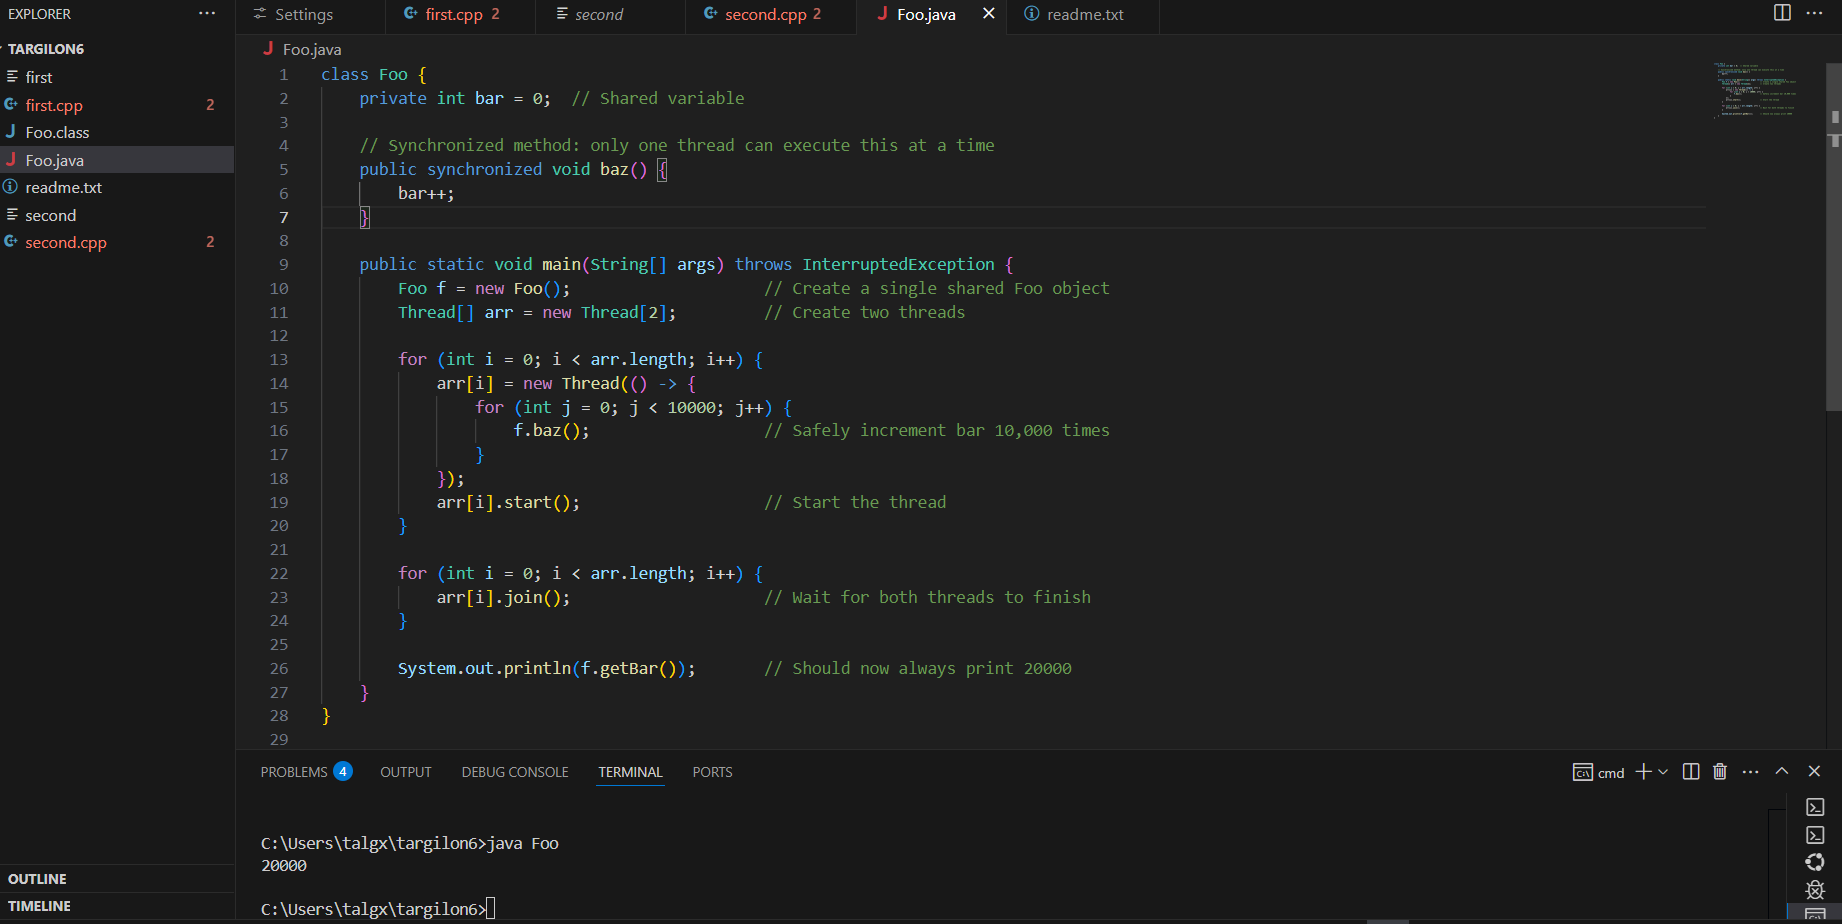 EXPLORER
TARGILON6
first
first.cpp 2
Foo.class
Foo.java
readme.txt
second
second.cpp 2
OUTLINE
TIMELINE
Settings
first.cpp 2
second
second.cpp 2
Foo.java
readme.txt
Foo.java
1 class Foo {
2     private int bar = 0;  // Shared variable
3
4     // Synchronized method: only one thread can execute this at a time
5     public synchronized void baz() {
6         bar++;
7     }
8
9     public static void main(String[] args) throws InterruptedException {
10         Foo f = new Foo();                    // Create a single shared Foo object
11         Thread[] arr = new Thread[2];         // Create two threads
12
13         for (int i = 0; i < arr.length; i++) {
14             arr[i] = new Thread(() -> {
15                 for (int j = 0; j < 10000; j++) {
16                     f.baz();                  // Safely increment bar 10,000 times
17                 }
18             });
19             arr[i].start();                   // Start the thread
20         }
21
22         for (int i = 0; i < arr.length; i++) {
23             arr[i].join();                    // Wait for both threads to finish
24         }
25
26         System.out.println(f.getBar());       // Should now always print 20000
27     }
28 }
29
PROBLEMS 4 OUTPUT DEBUG CONSOLE TERMINAL PORTS
cmd
C:\Users\talgx\targilon6>java Foo
20000
C:\Users\talgx\targilon6>